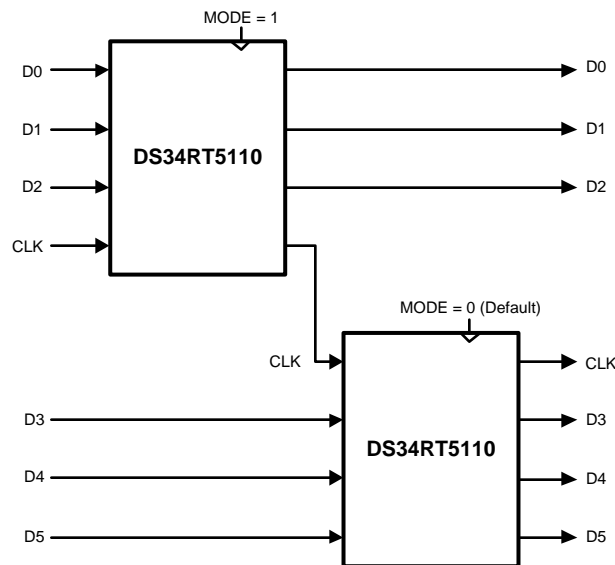 MODE = 1
D0
D0
D1
D1
DS34RT5110
D2
D2
CLK
MODE = 0 (Default)
CLK
CLK
D3
D3
DS34RT5110
D4
D4
D5
D5